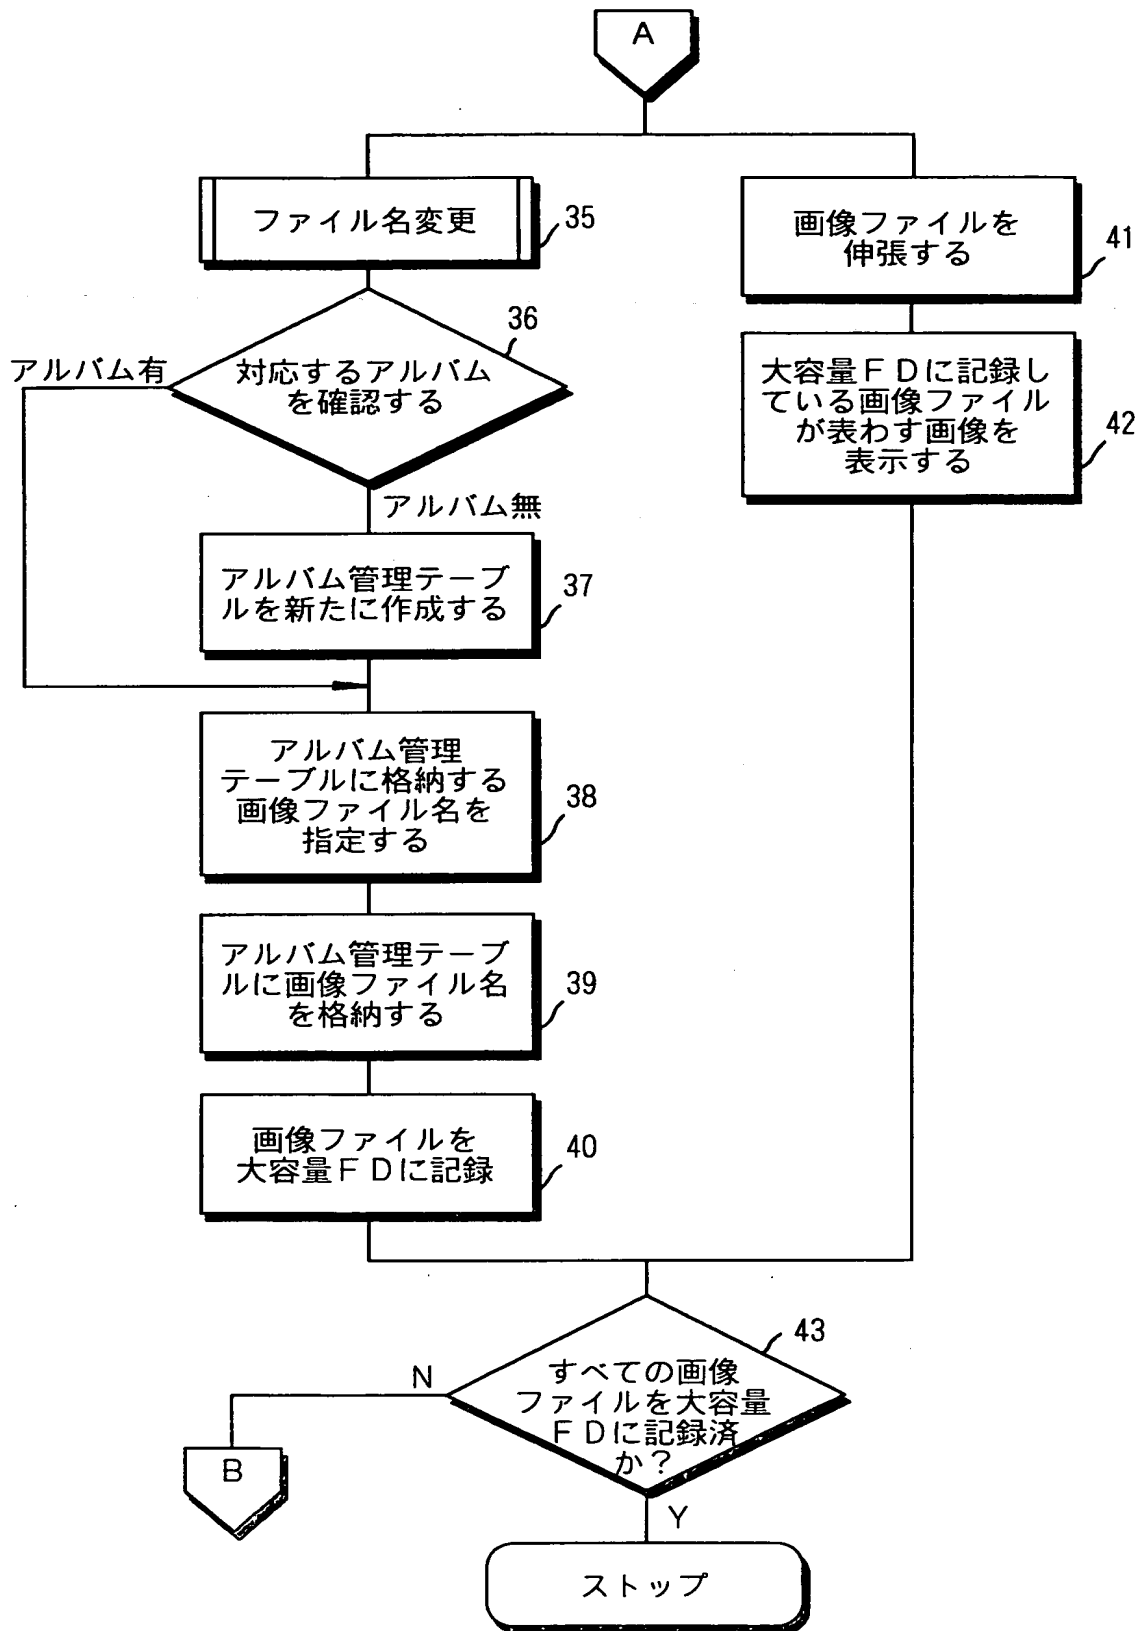 A
ファイル名変更
35
対応するアルバム
を確認する
36
アルバム有
アルバム無
アルバム管理テーブ
ルを新たに作成する
37
アルバム管理
テーブルに格納する
画像ファイル名を
指定する
38
アルバム管理テーブ
ルに画像ファイル名
を格納する
39
画像ファイルを
大容量FDに記録
40
画像ファイルを
伸張する
41
大容量FDに記録し
ている画像ファイル
が表わす画像を
表示する
42
すべての画像
ファイルを大容量
FDに記録済
か?
43
N
B
Y
ストップ